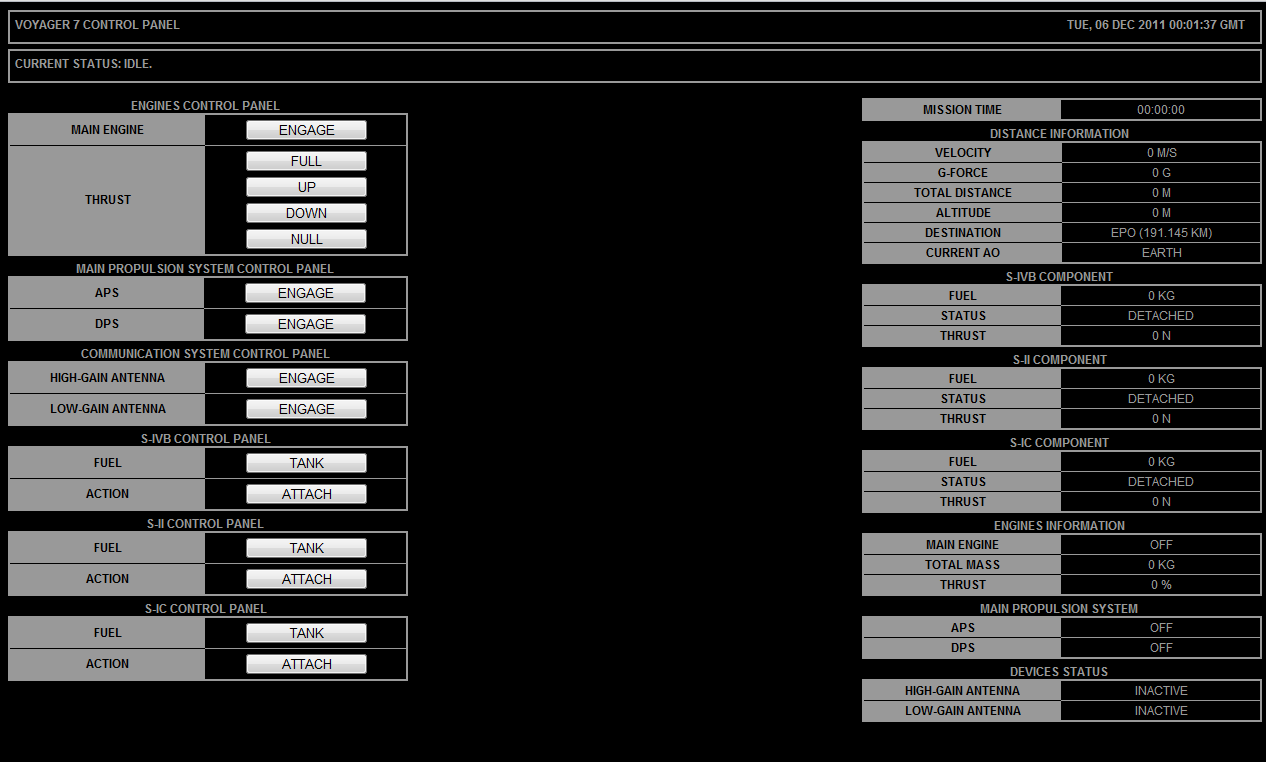 VOYAGER 7 CONTROL PANEL
TUE, 06 DEC 2011 00:01:37 GMT
CURRENT STATUS: IDLE.
ENGINES CONTROL PANEL
MAIN ENGINE ENGAGE
THRUST
FULL
UP
DOWN
NULL
MAIN PROPULSION SYSTEM CONTROL PANEL
APS ENGAGE
DPS ENGAGE
COMMUNICATION SYSTEM CONTROL PANEL
HIGH-GAIN ANTENNA ENGAGE
LOW-GAIN ANTENNA ENGAGE
S-IVB CONTROL PANEL
FUEL TANK
ACTION ATTACH
S-II CONTROL PANEL
FUEL TANK
ACTION ATTACH
S-IC CONTROL PANEL
FUEL TANK
ACTION ATTACH
MISSION TIME 00:00:00
DISTANCE INFORMATION
VELOCITY 0 M/S
G-FORCE 0 G
TOTAL DISTANCE 0 M
ALTITUDE 0 M
DESTINATION EPO (191.145 KM)
CURRENT AO EARTH
S-IVB COMPONENT
FUEL 0 KG
STATUS DETACHED
THRUST 0 N
S-II COMPONENT
FUEL 0 KG
STATUS DETACHED
THRUST 0 N
S-IC COMPONENT
FUEL 0 KG
STATUS DETACHED
THRUST 0 N
ENGINES INFORMATION
MAIN ENGINE OFF
TOTAL MASS 0 KG
THRUST 0 %
MAIN PROPULSION SYSTEM
APS OFF
DPS OFF
DEVICES STATUS
HIGH-GAIN ANTENNA INACTIVE
LOW-GAIN ANTENNA INACTIVE